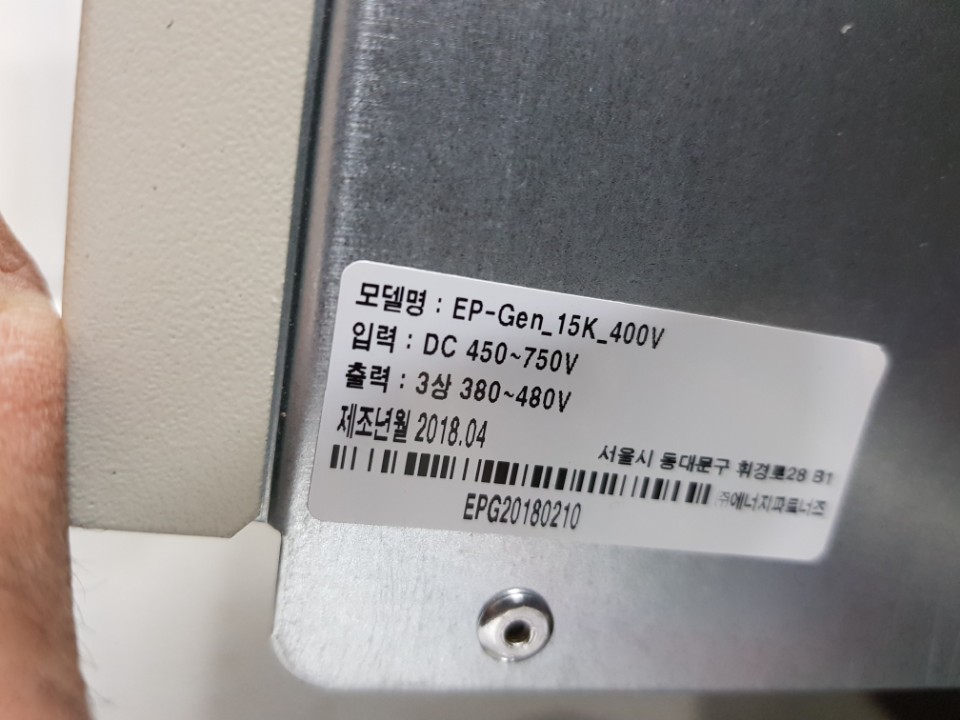 모델명 : EP-Gen_15K_400V
입력 : DC 450~750V
출력 : 3상 380~480V
제조년월 2018.04
서울시 동대문구 휘경로28 B1
㈜에너지파트너즈
EPG20180210